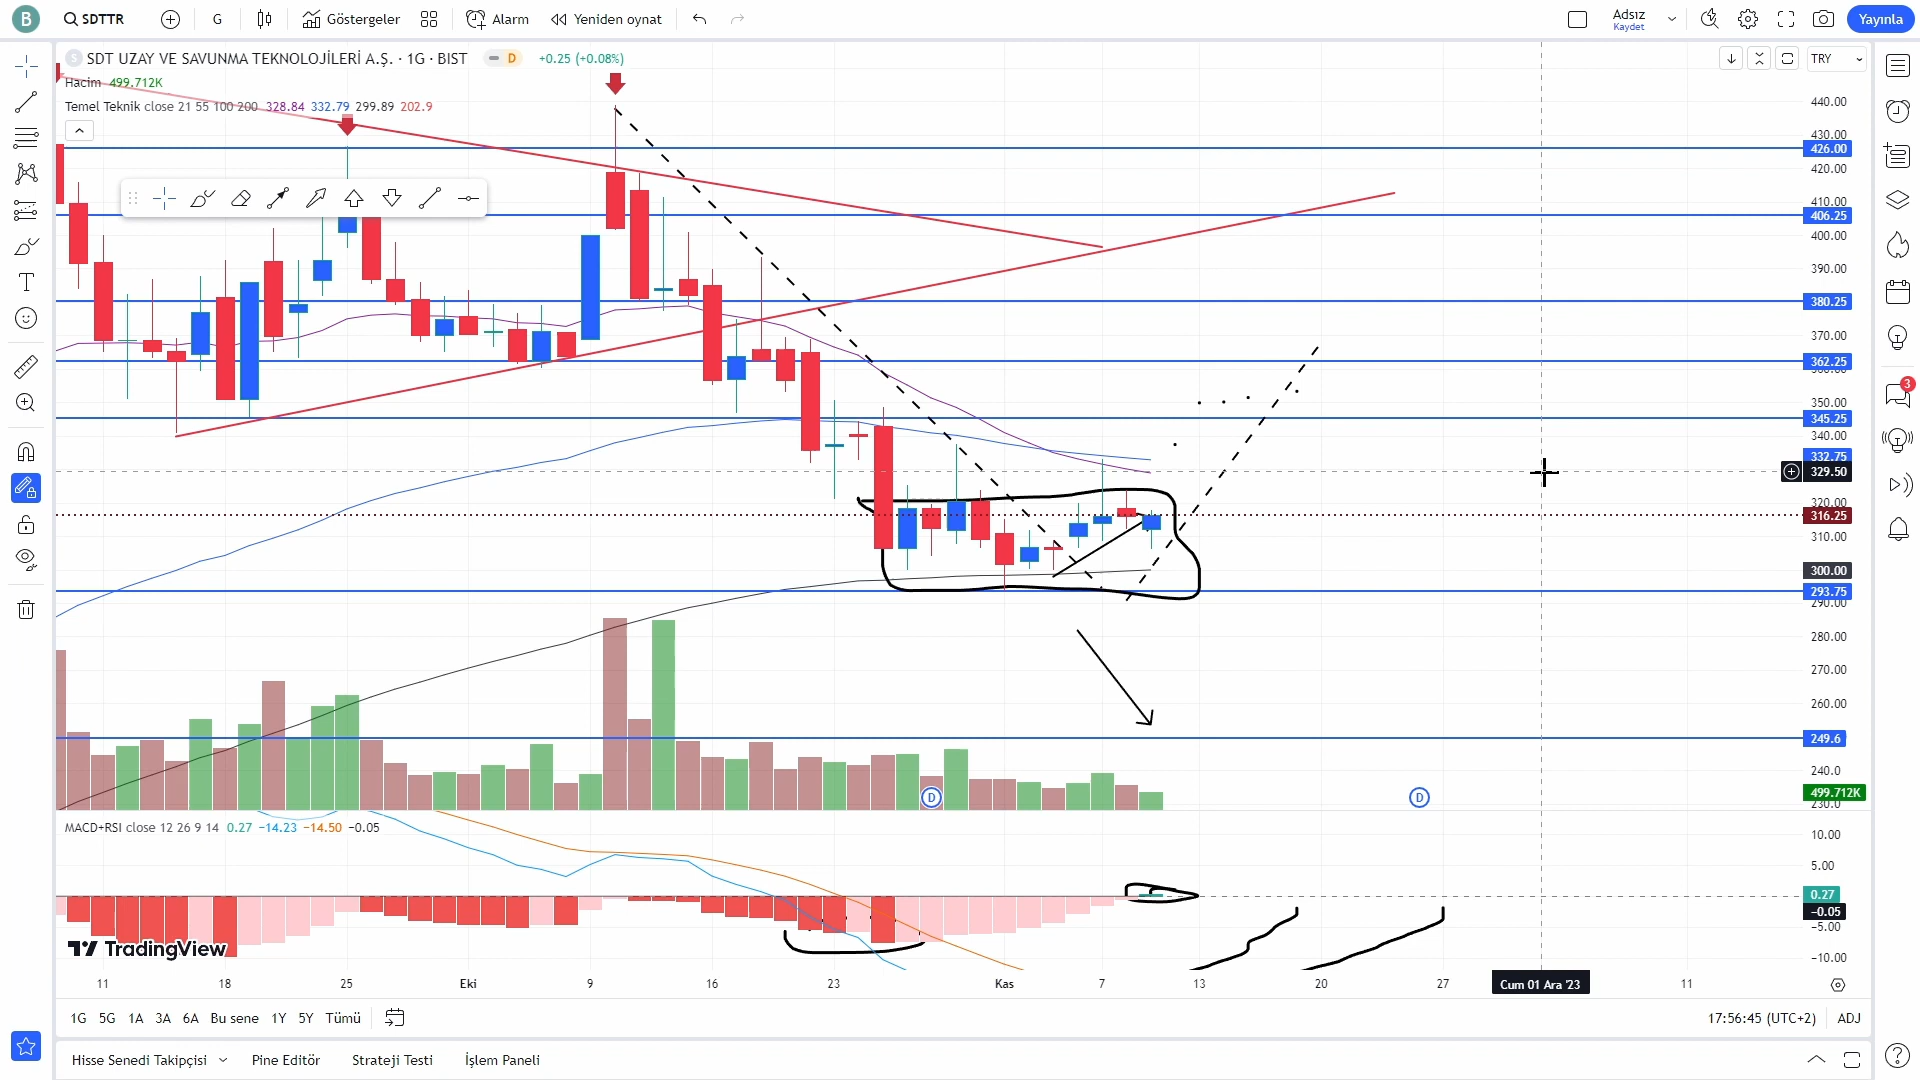 B
SDTTR
G
Göstergeler
Alarm
Yeniden oynat
Adsız
Kaydet
Yayınla
SDT UZAY VE SAVUNMA TEKNOLOJİLERİ A.Ş. · 1G · BIST
D
+0.25 (+0.08%)
TRY
Hacim 499.712K
Temel Teknik close 21 55 100 200 328.84 332.79 299.89 202.9
440.00
430.00
426.00
420.00
410.00
406.25
400.00
390.00
380.25
370.00
362.25
360.00
350.00
345.25
340.00
332.75
329.50
320.00
316.25
310.00
300.00
293.75
290.00
280.00
270.00
260.00
249.6
240.0
499.712K
230.0
3
D
D
MACD+RSI close 12 26 9 14 0.27 −14.23 −14.50 −0.05
10.00
5.00
0.27
−0.05
−5.00
−10.00
TradingView
11
18
25
Eki
9
16
23
Kas
7
13
20
27
Cum 01 Ara '23
11
1G
5G
1A
3A
6A
Bu sene
1Y
5Y
Tümü
17:56:45 (UTC+2)
ADJ
Hisse Senedi Takipçisi
Pine Editör
Strateji Testi
İşlem Paneli